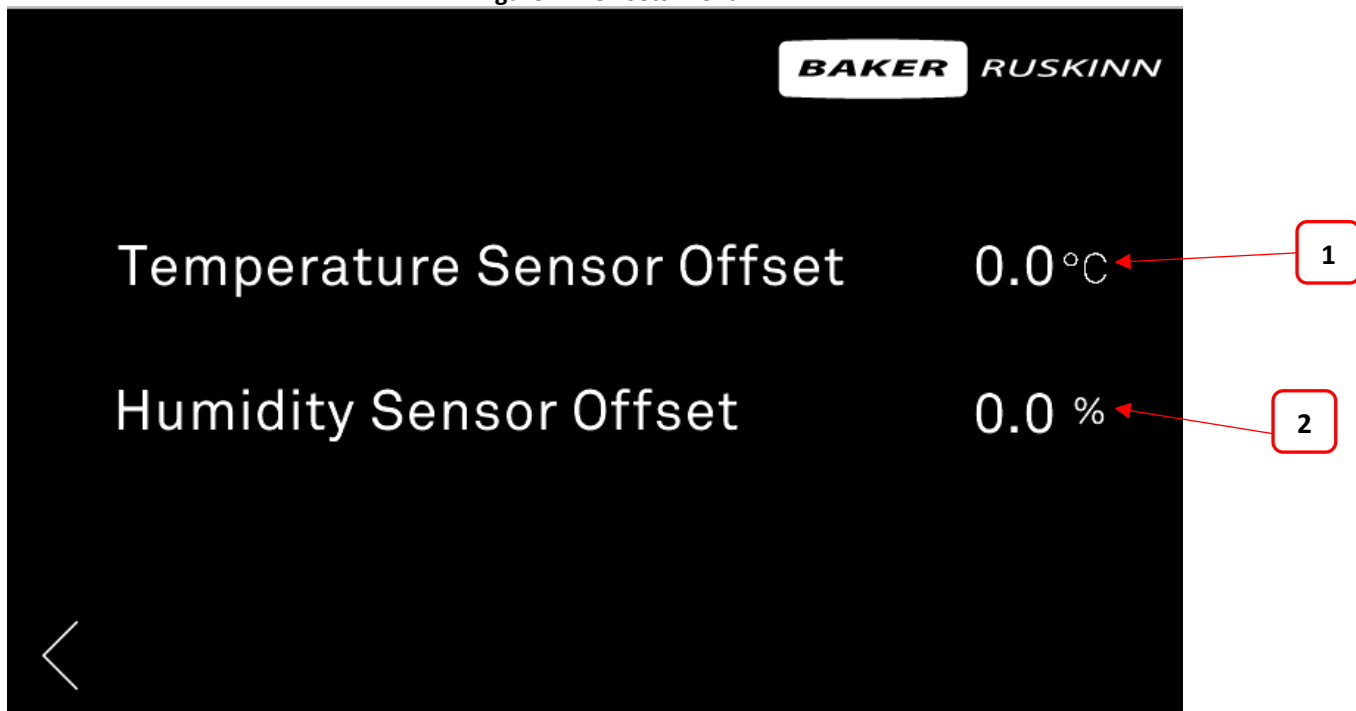 BAKER RUSKINN
Temperature Sensor Offset 0.0°C
1
Humidity Sensor Offset 0.0 %
2